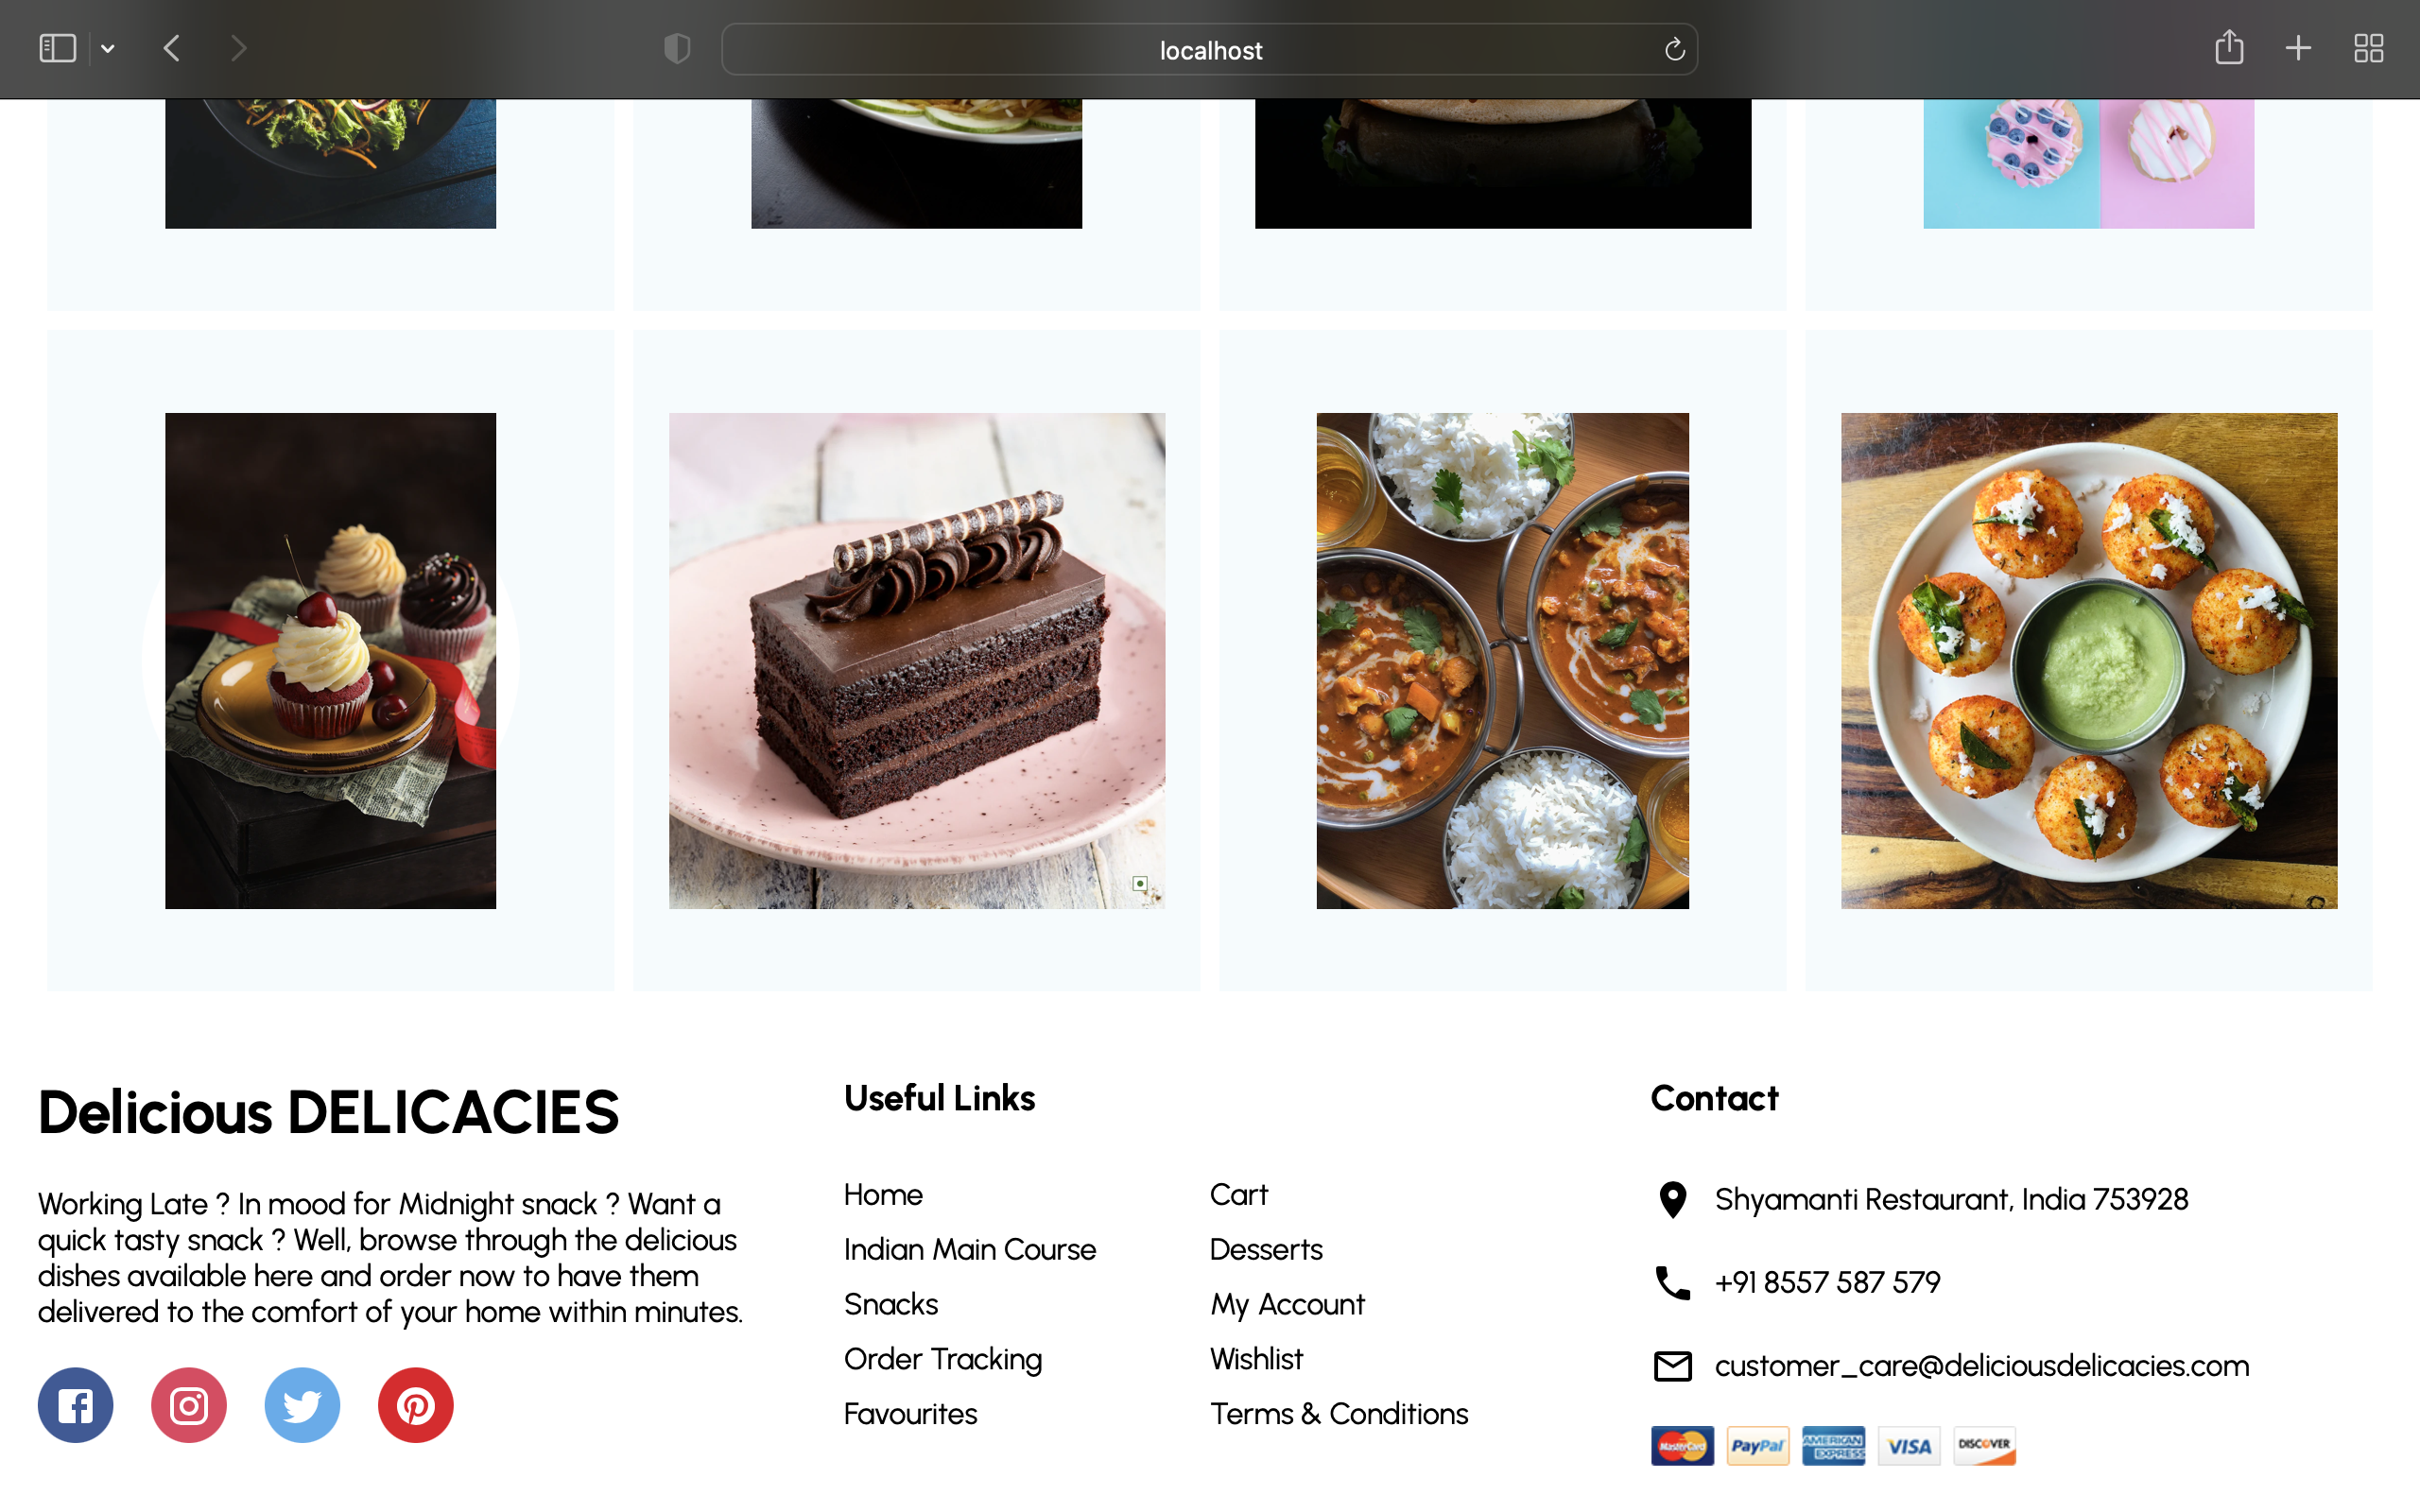 localhost
Delicious DELICACIES
Working Late ? In mood for Midnight snack ? Want a
quick tasty snack ? Well, browse through the delicious
dishes available here and order now to have them
delivered to the comfort of your home within minutes.
Useful Links
Home
Indian Main Course
Snacks
Order Tracking
Favourites
Cart
Desserts
My Account
Wishlist
Terms & Conditions
Contact
Shyamanti Restaurant, India 753928
+91 8557 587 579
customer_care@deliciousdelicacies.com
MasterCard
PayPal
AMERICAN
EXPRESS
VISA
DISCOVER